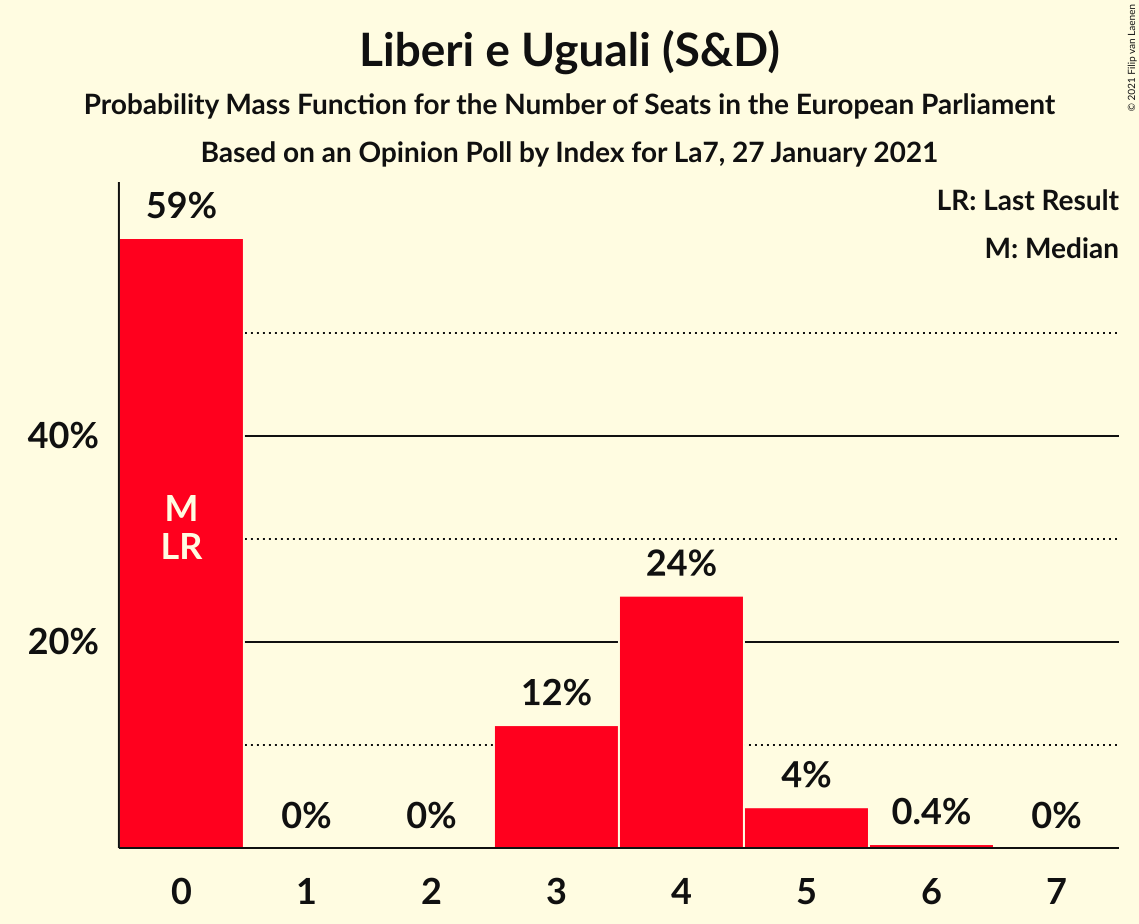 Liberi e Uguali (S&D)
Probability Mass Function for the Number of Seats in the European Parliament
Based on an Opinion Poll by Index for La7, 27 January 2021
© 2021 Filip van Laenen
LR: Last Result
M: Median
59%
40%
M
LR
24%
20%
12%
4%
0%
0%
0.4%
0%
0
1
2
3
4
5
6
7